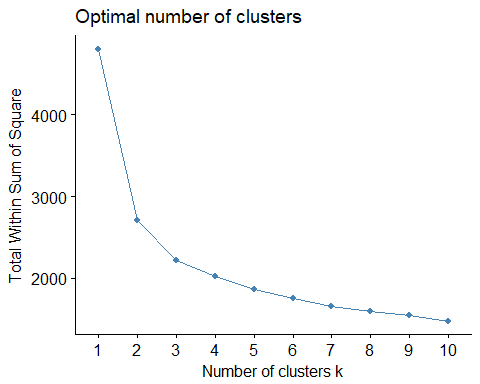 Optimal number of clusters
Total Within Sum of Square
4000
3000
2000
1 2 3 4 5 6 7 8 9 10
Number of clusters k